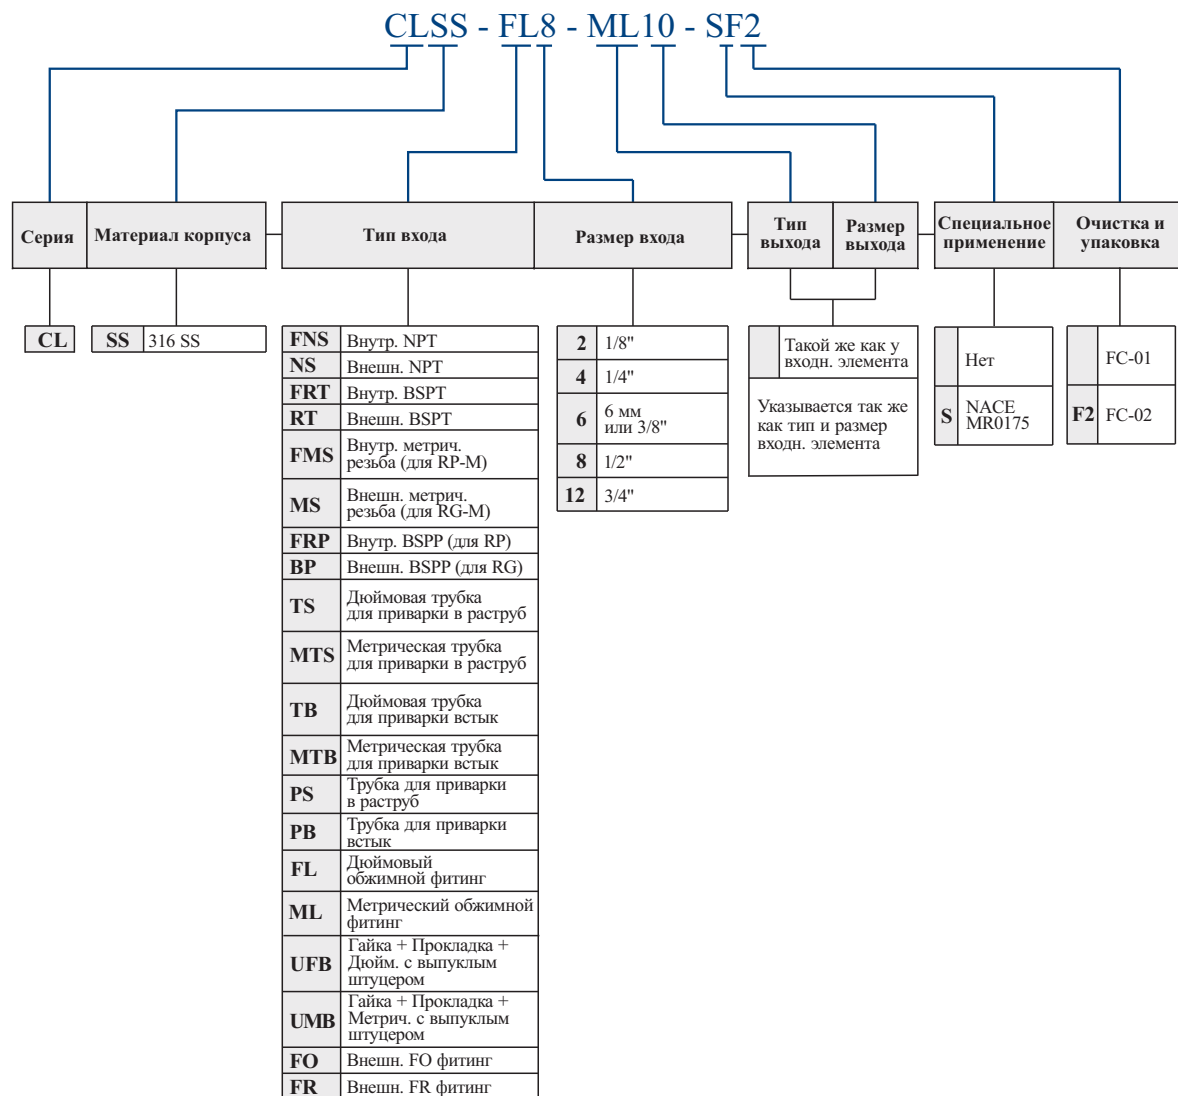 CLSS - FL8 - ML10 - SF2
Серия
Материал корпуса
Тип входа
Размер входа
Тип
выхода
Размер
выхода
Специальное
применение
Очистка и
упаковка
CL
SS 316 SS
FNS Внутр. NPT
NS Внешн. NPT
FRT Внутр. BSPT
RT Внешн. BSPT
FMS Внутр. метрич.
резьба (для RP-M)
MS Внешн. метрич.
резьба (для RG-M)
FRP Внутр. BSPP (для RP)
BP Внешн. BSPP (для RG)
TS Дюймовая трубка
для приварки в раструб
MTS Метрическая трубка
для приварки в раструб
TB Дюймовая трубка
для приварки встык
MTB Метрическая трубка
для приварки встык
PS Трубка для приварки
в раструб
PB Трубка для приварки
встык
FL Дюймовый
обжимной фитинг
ML Метрический обжимной
фитинг
UFB Гайка + Прокладка +
Дюйм. с выпуклым
штуцером
UMB Гайка + Прокладка +
Метрич. с выпуклым
штуцером
FO Внешн. FO фитинг
FR Внешн. FR фитинг
2 1/8"
4 1/4"
6 6 мм
или 3/8"
8 1/2"
12 3/4"
Такой же как у
входн. элемента
Указывается так же
как тип и размер
входн. элемента
Нет
S NACE
MR0175
FC-01
F2 FC-02